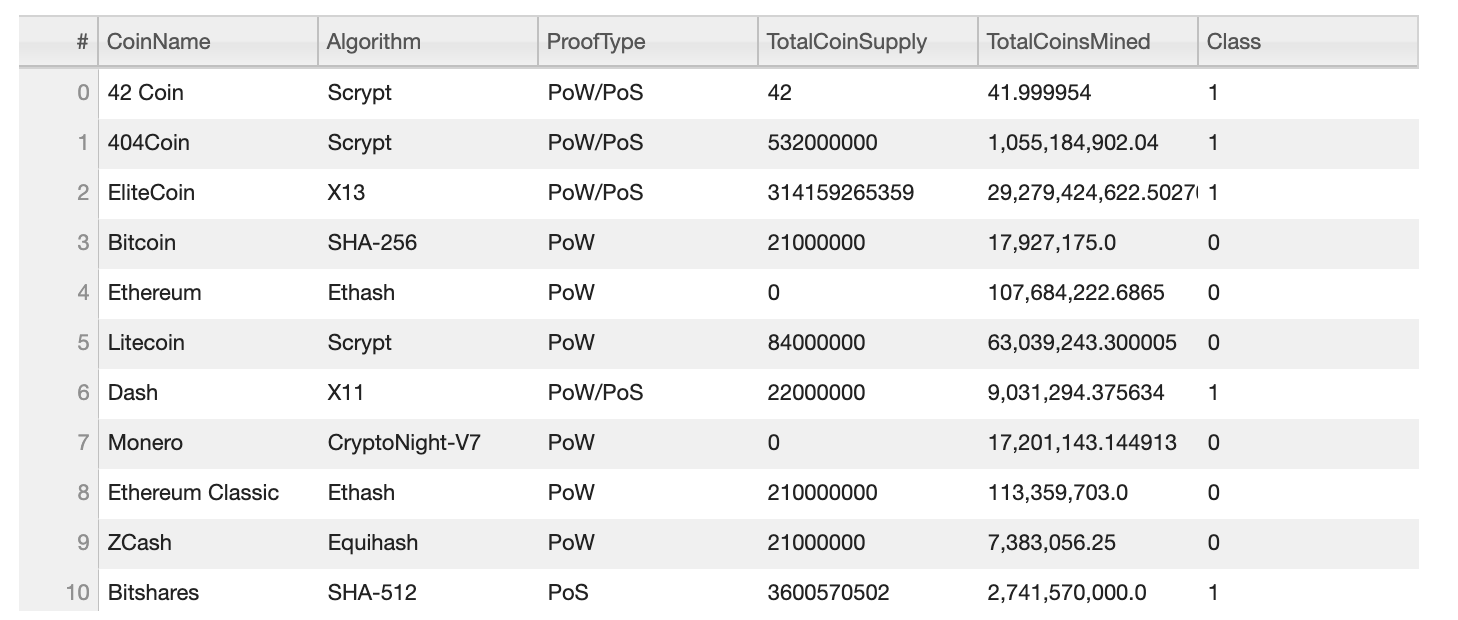 # CoinName Algorithm ProofType TotalCoinSupply TotalCoinsMined Class
0 42 Coin Scrypt PoW/PoS 42 41.999954 1
1 404Coin Scrypt PoW/PoS 532000000 1,055,184,902.04 1
2 EliteCoin X13 PoW/PoS 314159265359 29,279,424,622.5027 1
3 Bitcoin SHA-256 PoW 21000000 17,927,175.0 0
4 Ethereum Ethash PoW 0 107,684,222.6865 0
5 Litecoin Scrypt PoW 84000000 63,039,243.300005 0
6 Dash X11 PoW/PoS 22000000 9,031,294.375634 1
7 Monero CryptoNight-V7 PoW 0 17,201,143.144913 0
8 Ethereum Classic Ethash PoW 210000000 113,359,703.0 0
9 ZCash Equihash PoW 21000000 7,383,056.25 0
10 Bitshares SHA-512 PoS 3600570502 2,741,570,000.0 1